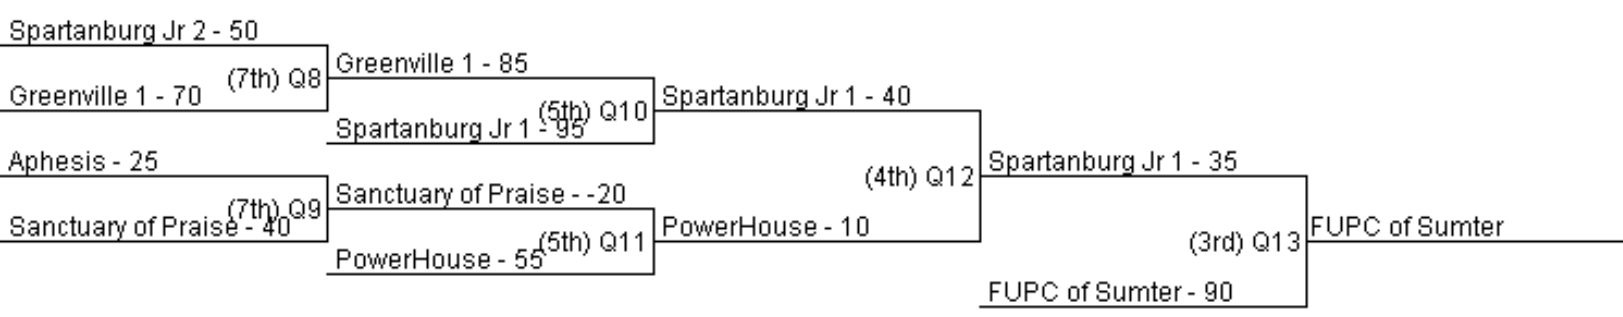 Spartanburg Jr 2 - 50
(7th) Q8
Greenville 1 - 70
Aphesis - 25
(7th) Q9
Sanctuary of Praise - 40
Greenville 1 - 85
(5th) Q10
Spartanburg Jr 1 - 95
Sanctuary of Praise - -20
(5th) Q11
PowerHouse - 55
Spartanburg Jr 1 - 40
(4th) Q12
PowerHouse - 10
Spartanburg Jr 1 - 35
(3rd) Q13
FUPC of Sumter - 90
FUPC of Sumter